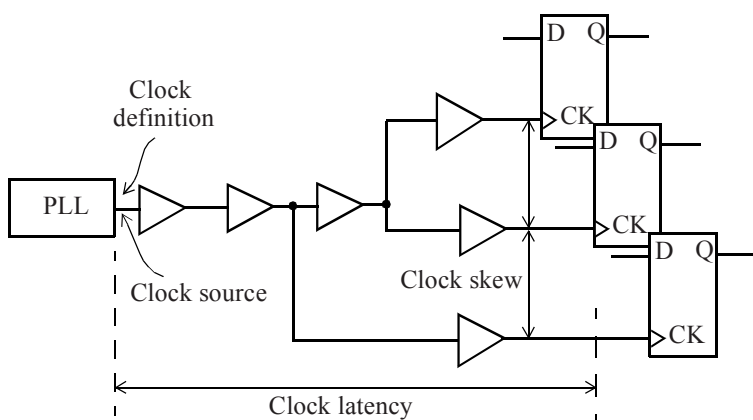 D Q
Clock
definition
CK
D Q
PLL
CK
D Q
Clock source
Clock skew
CK
Clock latency